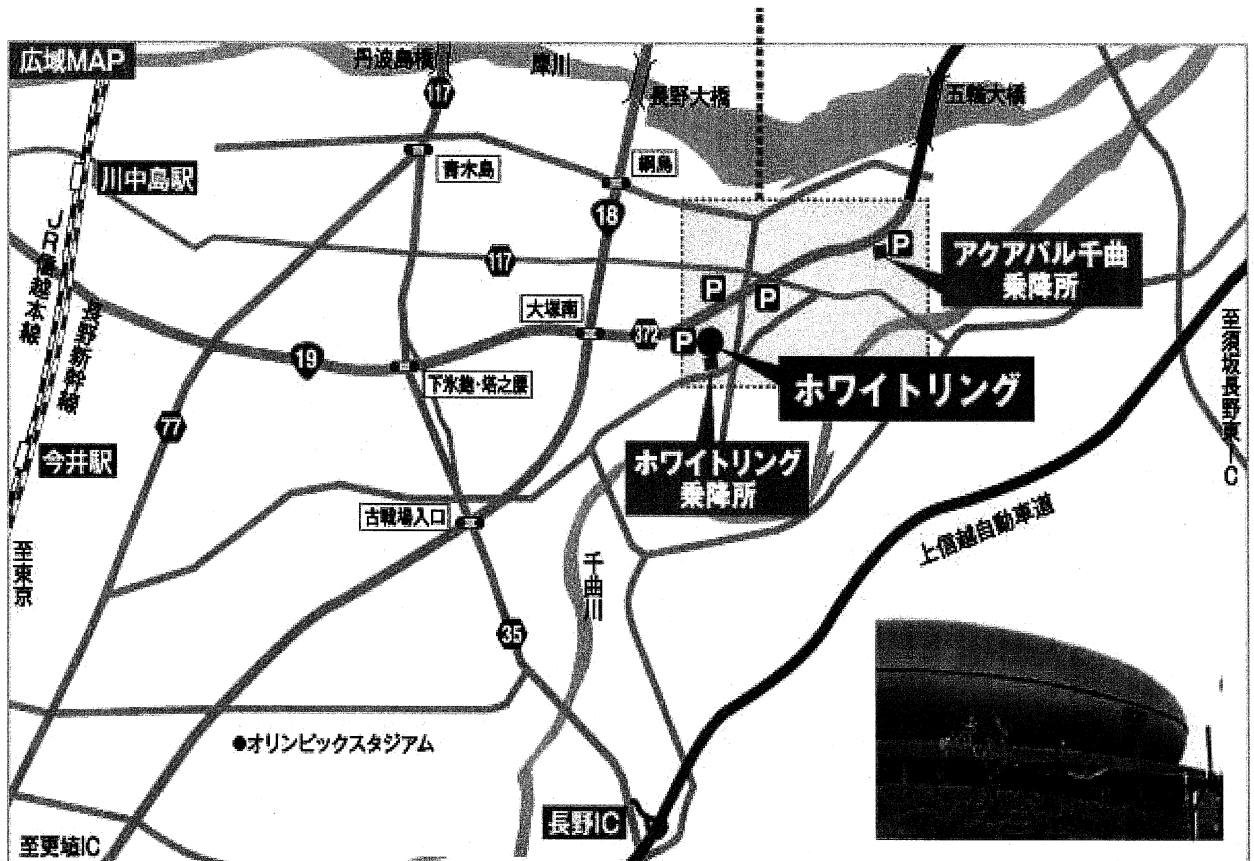 広域MAP
丹波島橋
犀川
117
長野大橋
五輪大橋
青木島
綱島
川中島駅
18
JR信越本線
長野新幹線
117
P
アクアパル千曲
乗降所
P
P
大塚南
372
P
19
下氷鉋・塔之腰
ホワイトリング
至須坂長野東IC
77
今井駅
ホワイトリング
乗降所
古戦場入口
上信越自動車道
至東京
千曲川
35
オリンピックスタジアム
長野IC
至更埴IC